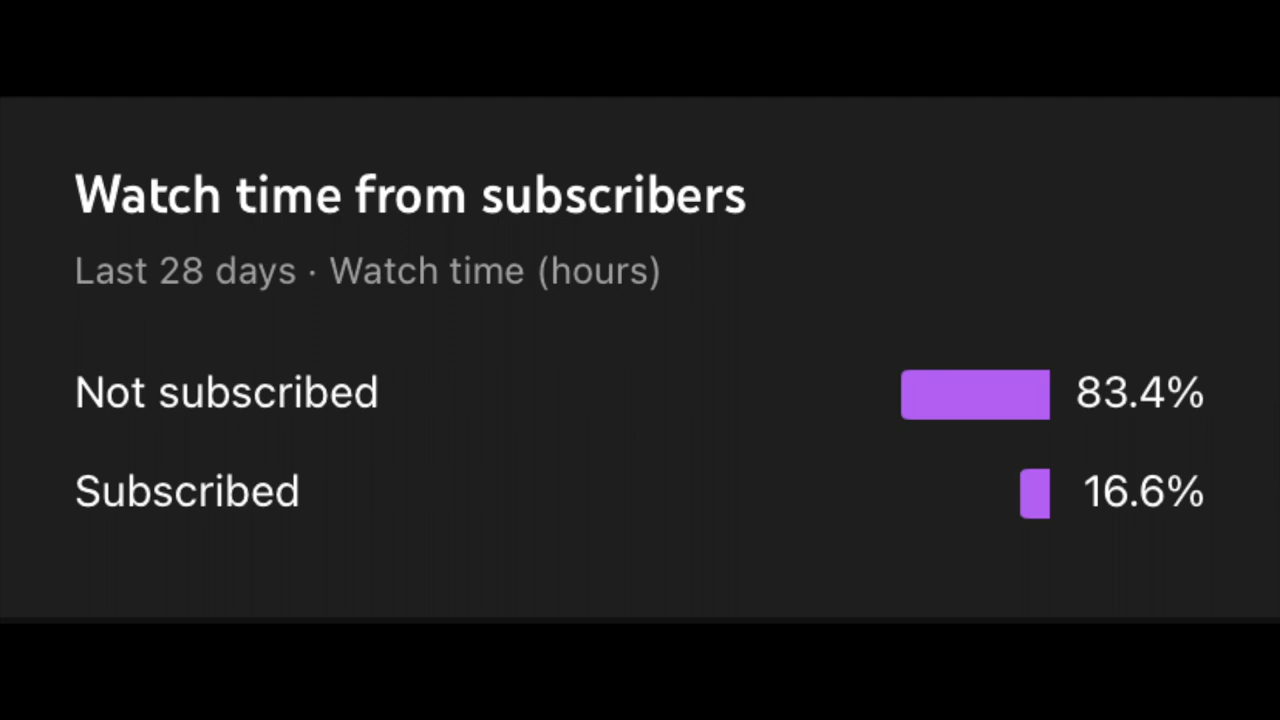 Watch time from subscribers
Last 28 days · Watch time (hours)
Not subscribed 83.4%
Subscribed 16.6%